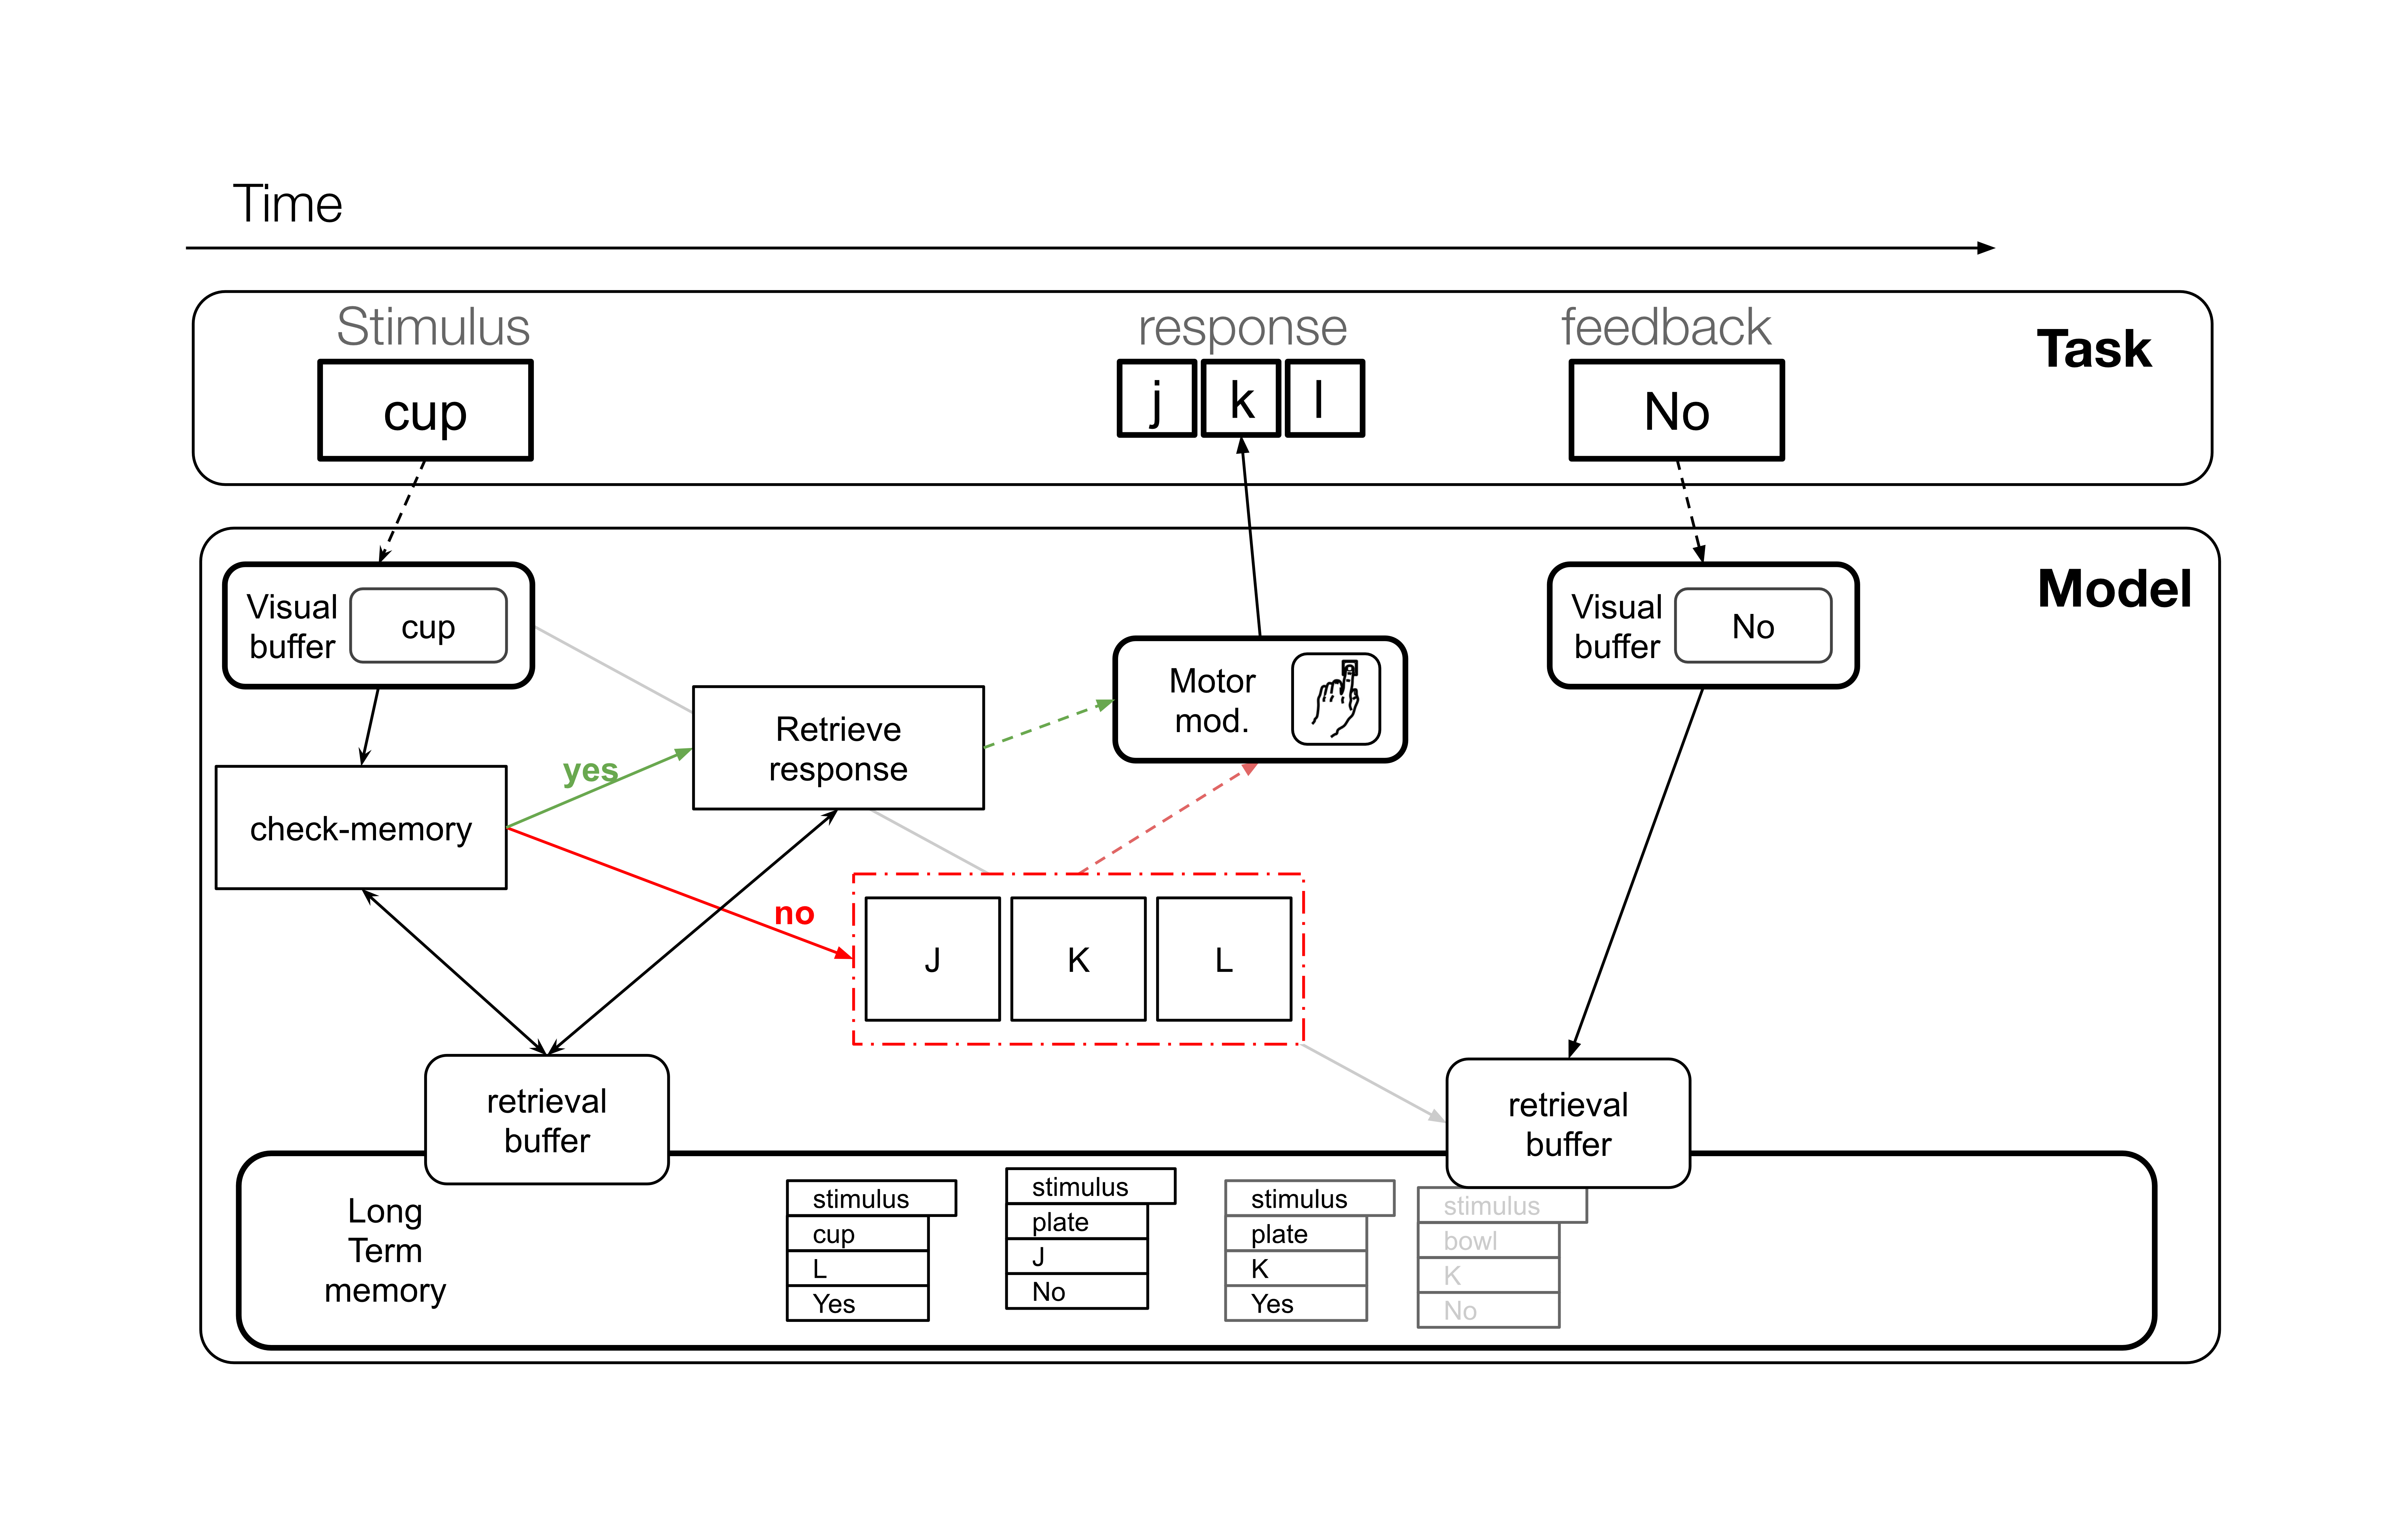 Time
Stimulus
response
feedback
Task
cup
j
k
l
No
Model
Visual
buffer
cup
Visual
buffer
No
Motor
mod.
Retrieve
response
yes
check-memory
no
J
K
L
retrieval
buffer
retrieval
buffer
Long
Term
memory
stimulus
cup
L
Yes
stimulus
plate
J
No
stimulus
plate
K
Yes
stimulus
bowl
K
No